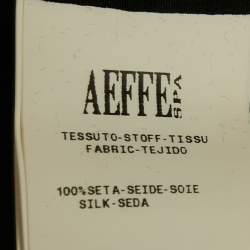 AEFFE SPA
TESSUTO-STOFF-TISSU
FABRIC-TEJIDO
100%SETA-SEIDE-SOIE
SILK-SEDA